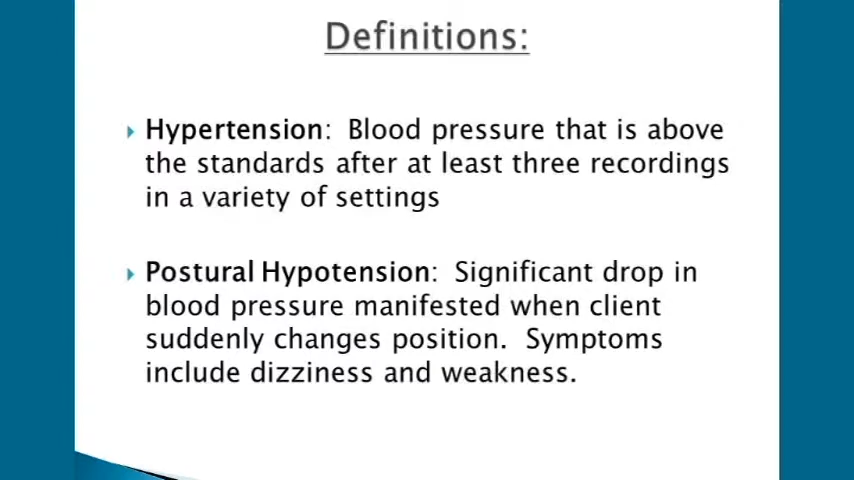 Definitions:
Hypertension:  Blood pressure that is above
the standards after at least three recordings
in a variety of settings
Postural Hypotension:  Significant drop in
blood pressure manifested when client
suddenly changes position.  Symptoms
include dizziness and weakness.